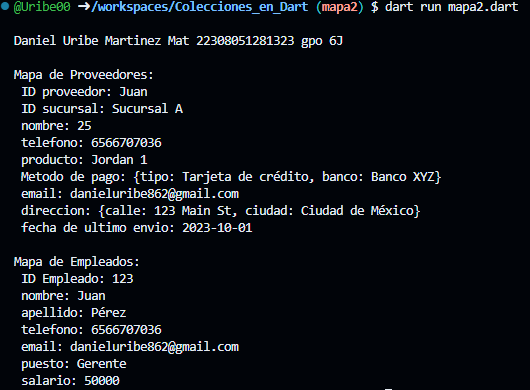 @Uribe00 ➜/workspaces/Colecciones_en_Dart (mapa2) $ dart run mapa2.dart
Daniel Uribe Martinez Mat 22308051281323 gpo 6J
Mapa de Proveedores:
ID proveedor: Juan
ID sucursal: Sucursal A
nombre: 25
telefono: 6566707036
producto: Jordan 1
Metodo de pago: {tipo: Tarjeta de crédito, banco: Banco XYZ}
email: danieluribe862@gmail.com
direccion: {calle: 123 Main St, ciudad: Ciudad de México}
fecha de ultimo envio: 2023-10-01
Mapa de Empleados:
ID Empleado: 123
nombre: Juan
apellido: Pérez
telefono: 6566707036
email: danieluribe862@gmail.com
puesto: Gerente
salario: 50000